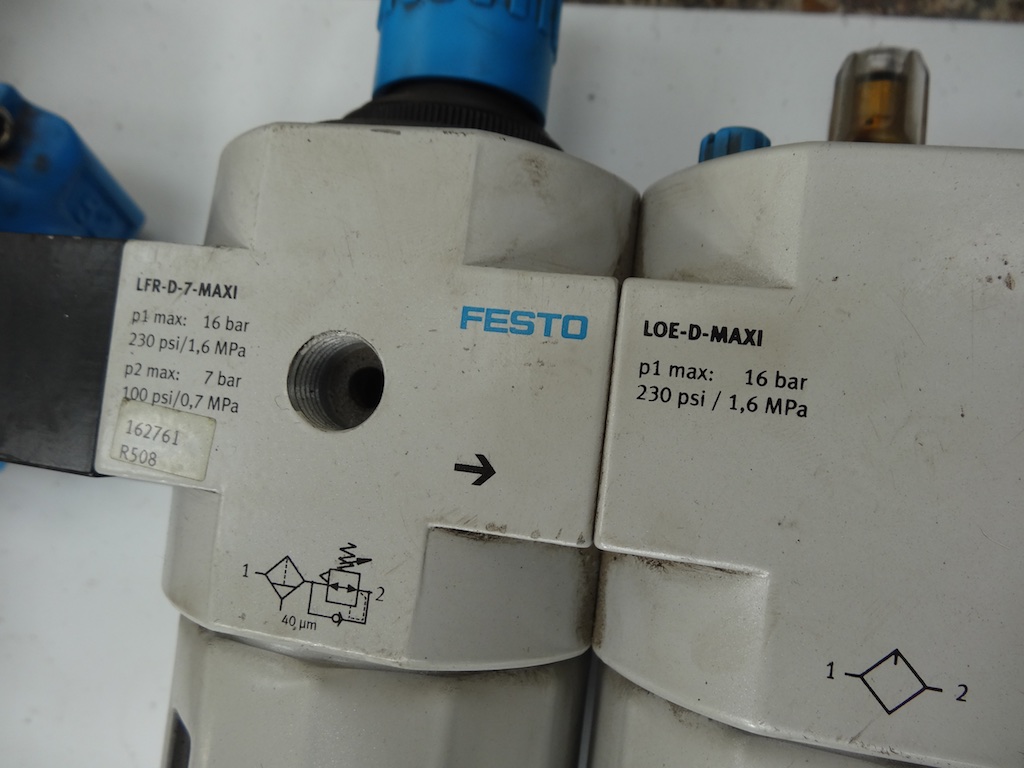 LFR-D-7-MAXI
p1 max: 16 bar
230 psi/1,6 MPa
p2 max: 7 bar
100 psi/0,7 MPa
162761
R508
FESTO
1
2
40 µm
LOE-D-MAXI
p1 max: 16 bar
230 psi / 1,6 MPa
1
2